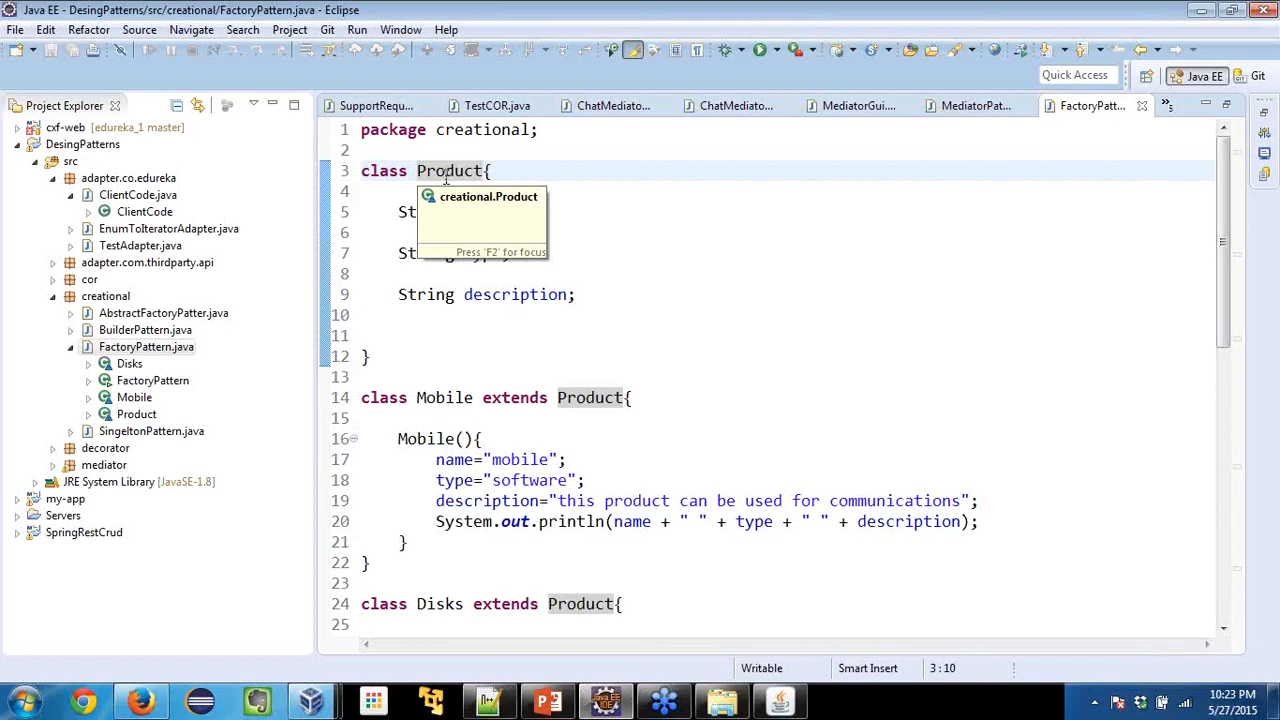 Java EE - DesingPatterns/src/creational/FactoryPattern.java - Eclipse
File Edit Refactor Source Navigate Search Project Git Run Window Help
Quick Access
Java EE
Git
Project Explorer
SupportRequ...
TestCOR.java
ChatMediato...
ChatMediato...
MediatorGui...
MediatorPat...
FactoryPatt...
»5
cxf-web [edureka_1 master]
DesingPatterns
src
adapter.co.edureka
ClientCode.java
ClientCode
EnumToIteratorAdapter.java
TestAdapter.java
adapter.com.thirdparty.api
cor
creational
AbstractFactoryPatter.java
BuilderPattern.java
FactoryPattern.java
Disks
FactoryPattern
Mobile
Product
SingeltonPattern.java
decorator
mediator
JRE System Library [JavaSE-1.8]
my-app
Servers
SpringRestCrud
1 package creational;
2
3 class Product{
4
5 St
6
7 St
8
9 String description;
10
11
12 }
13
14 class Mobile extends Product{
15
16 Mobile(){
17 name="mobile";
18 type="software";
19 description="this product can be used for communications";
20 System.out.println(name + " " + type + " " + description);
21 }
22 }
23
24 class Disks extends Product{
25
creational.Product
Press 'F2' for focus
Writable
Smart Insert
3 : 10
10:23 PM
5/27/2015